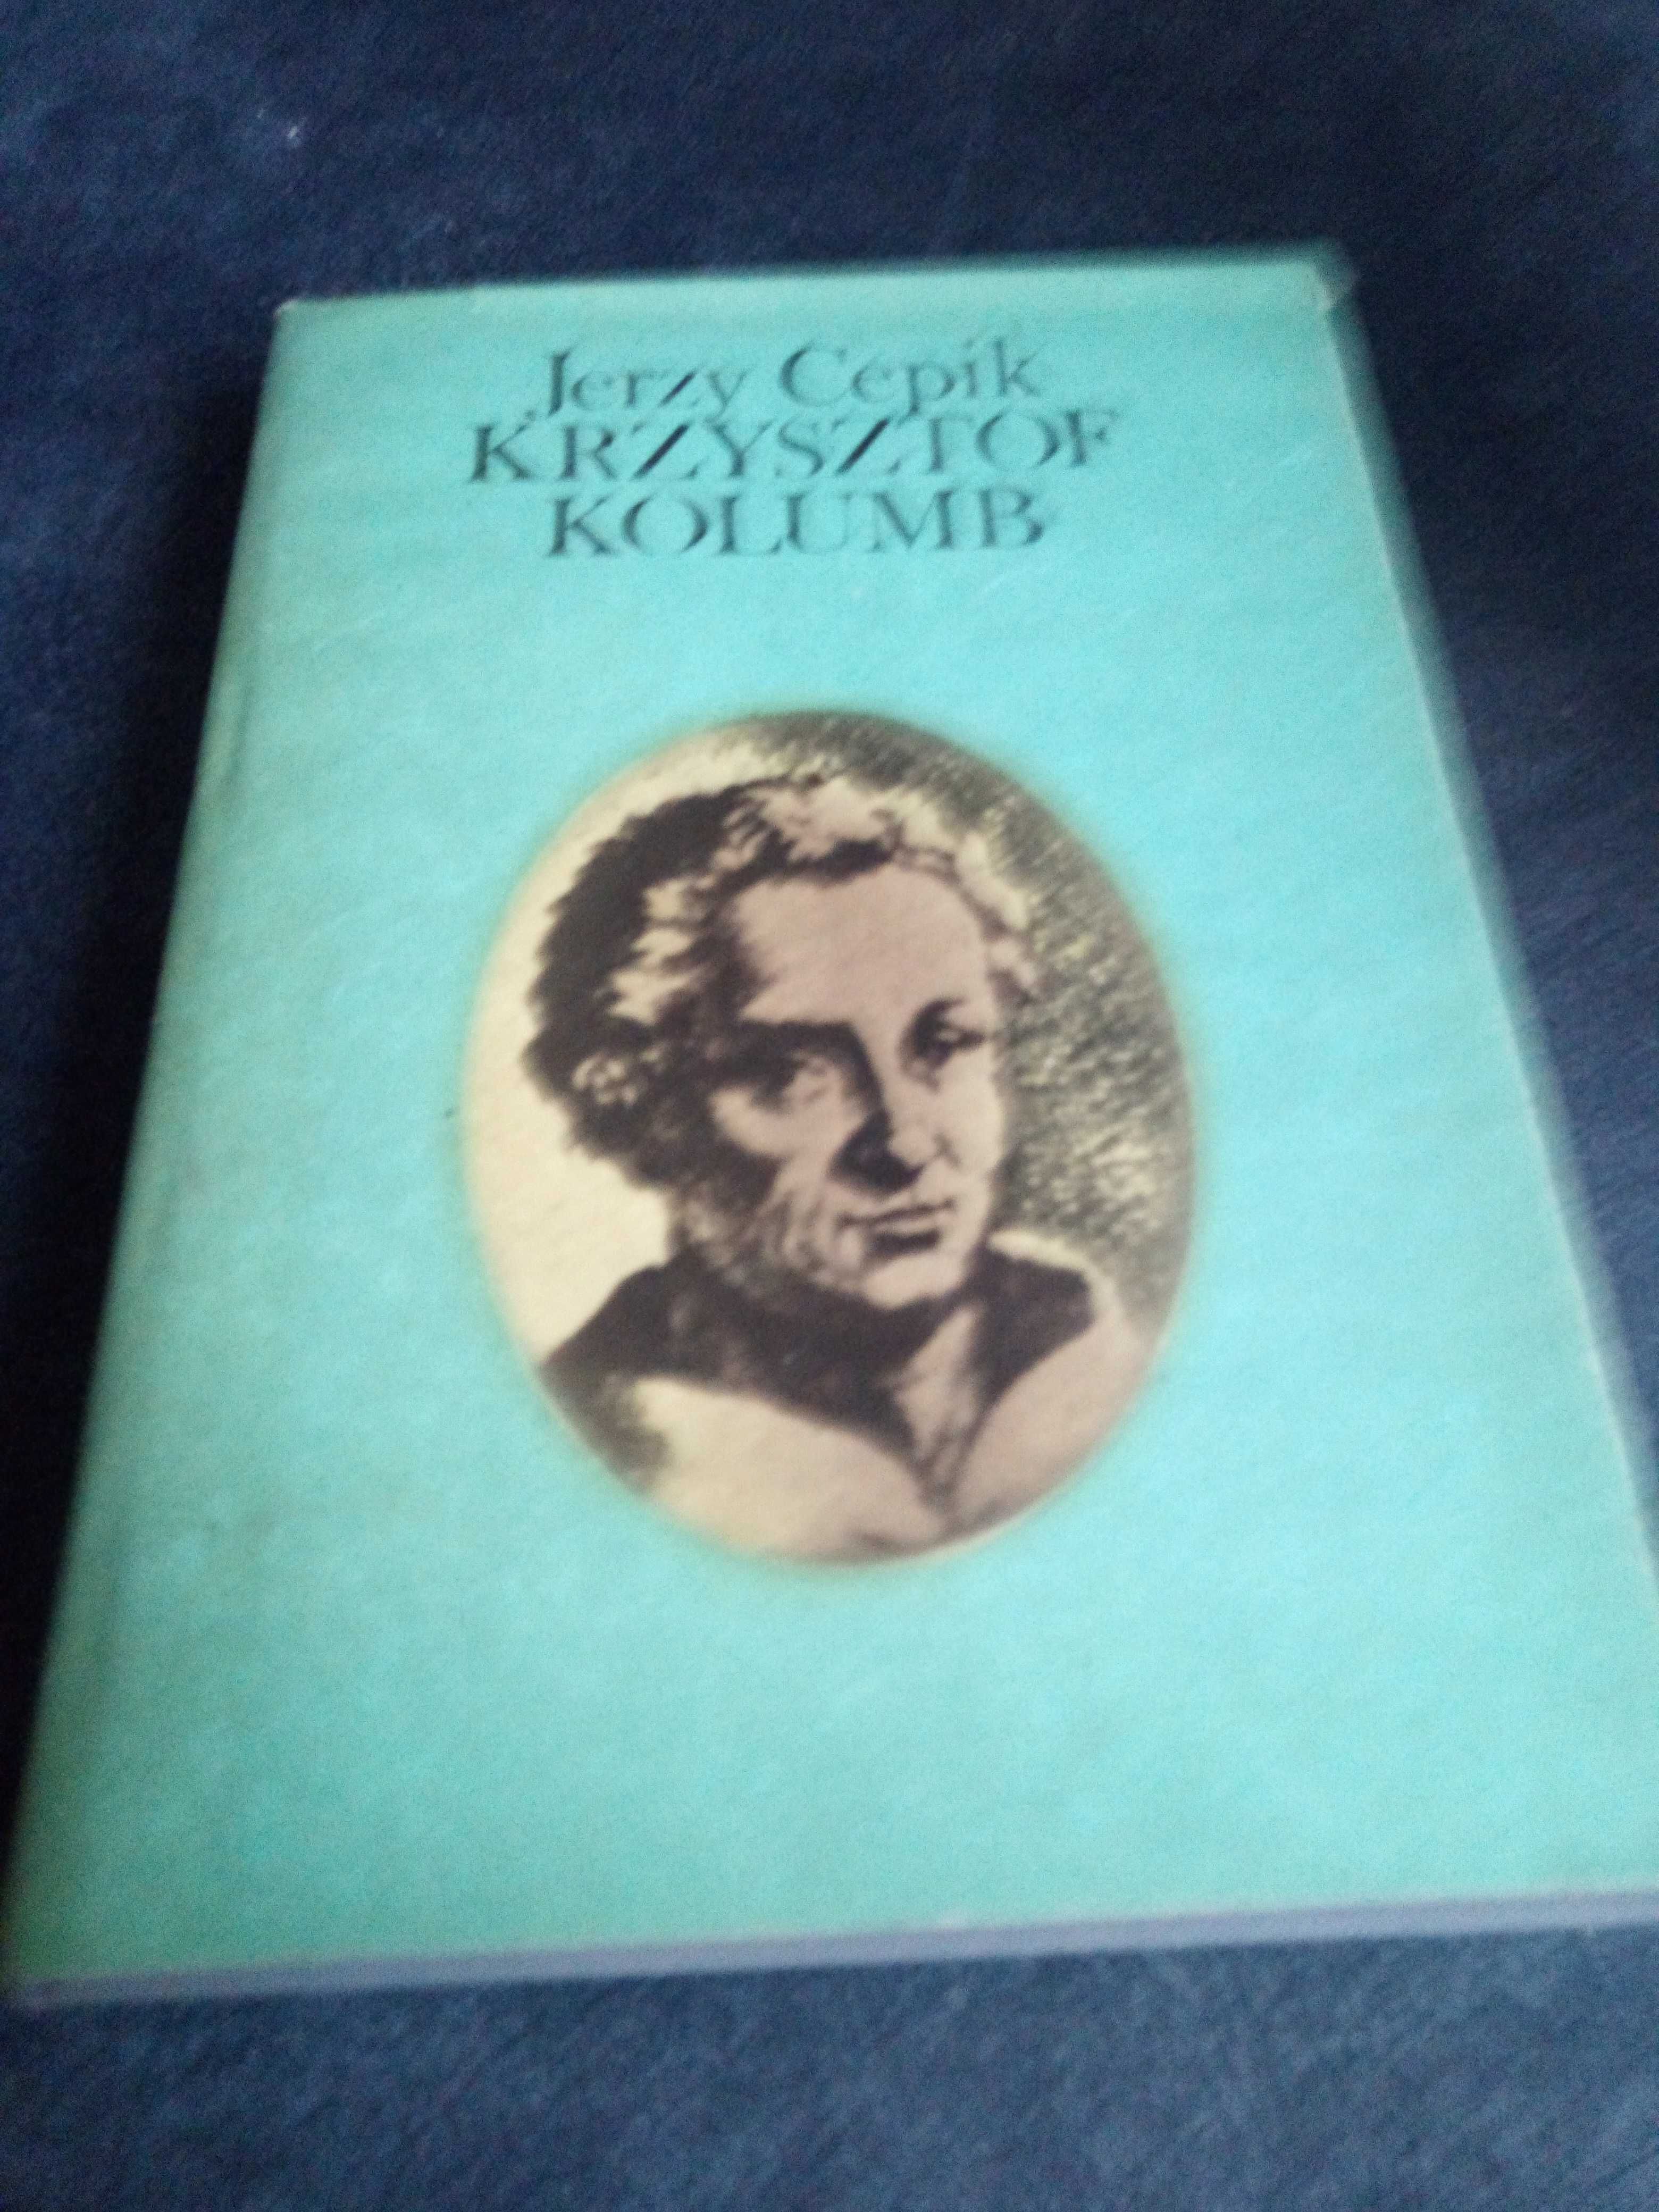 Jerzy Cepik
KRZYSZTOF
KOLUMB